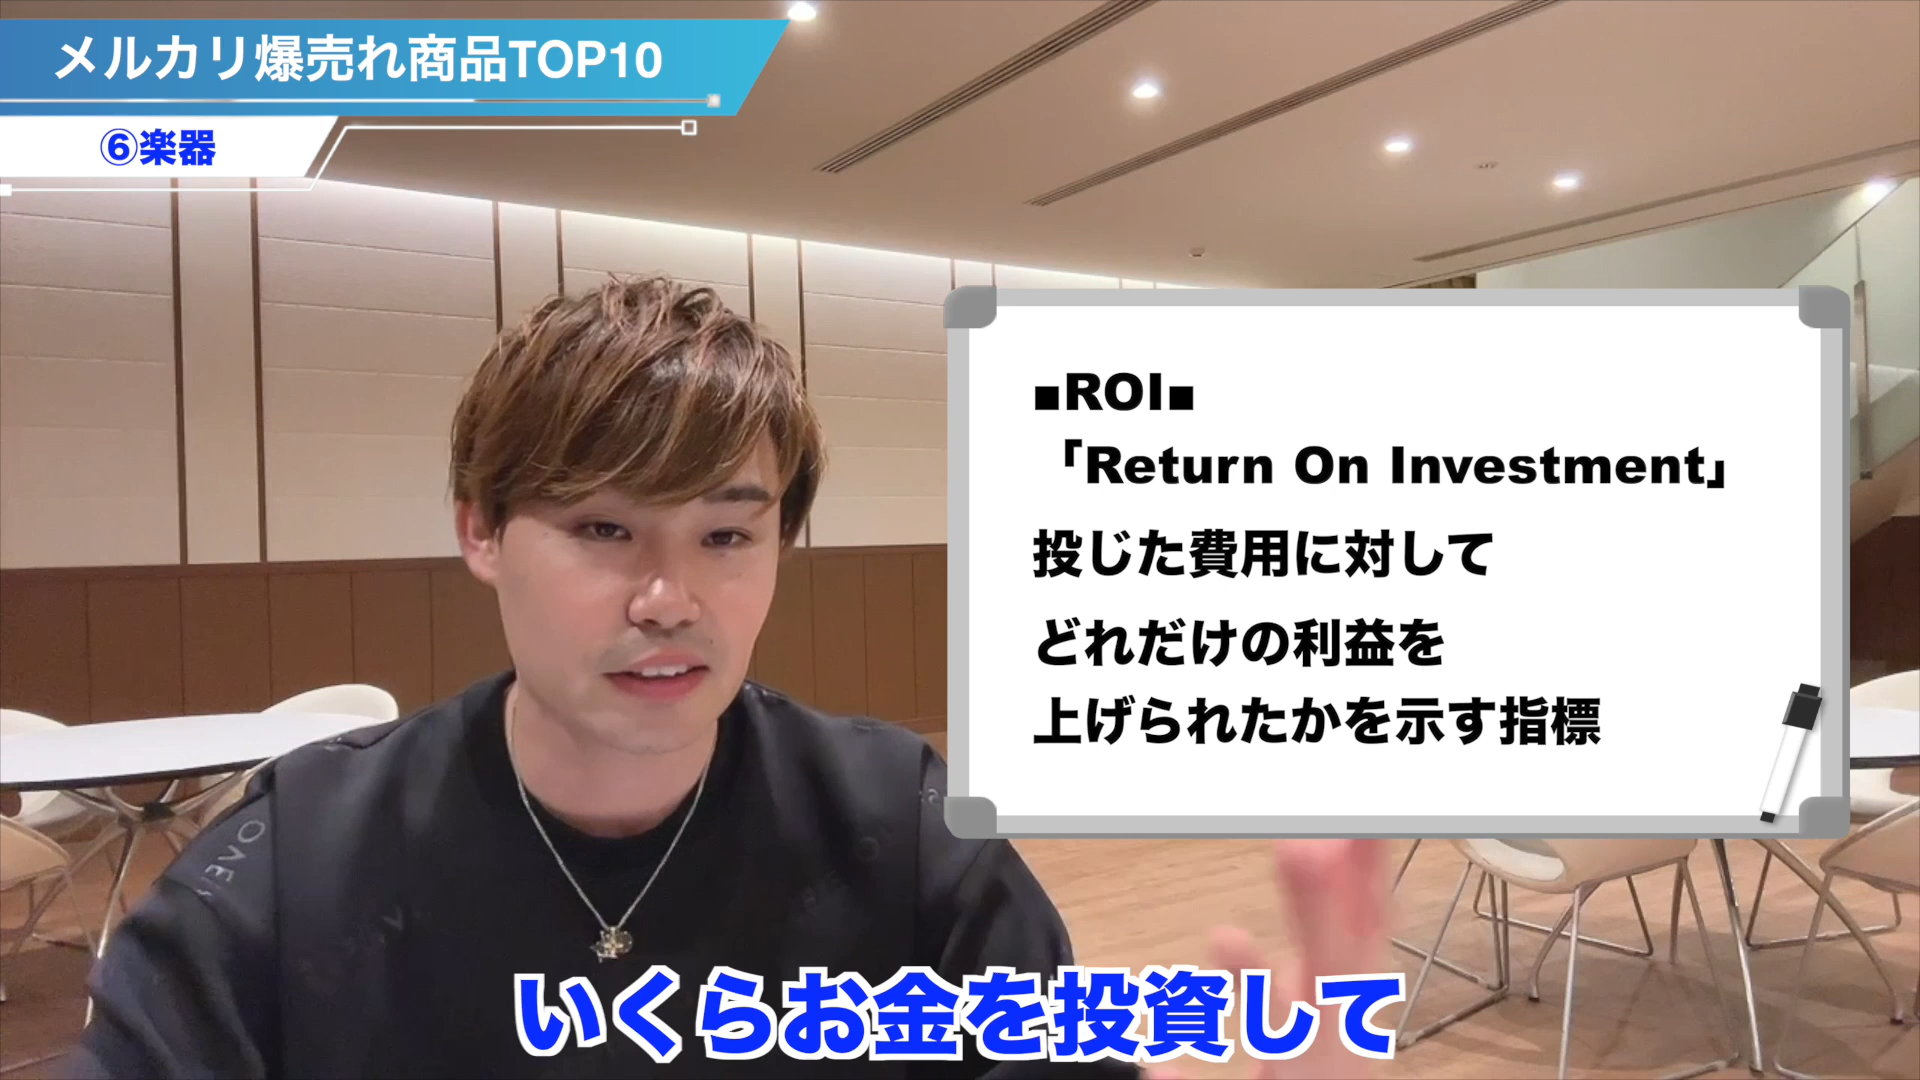 メルカリ爆売れ商品TOP10
⑥楽器
■ROI■
「Return On Investment」
投じた費用に対して
どれだけの利益を
上げられたかを示す指標
いくらお金を投資して